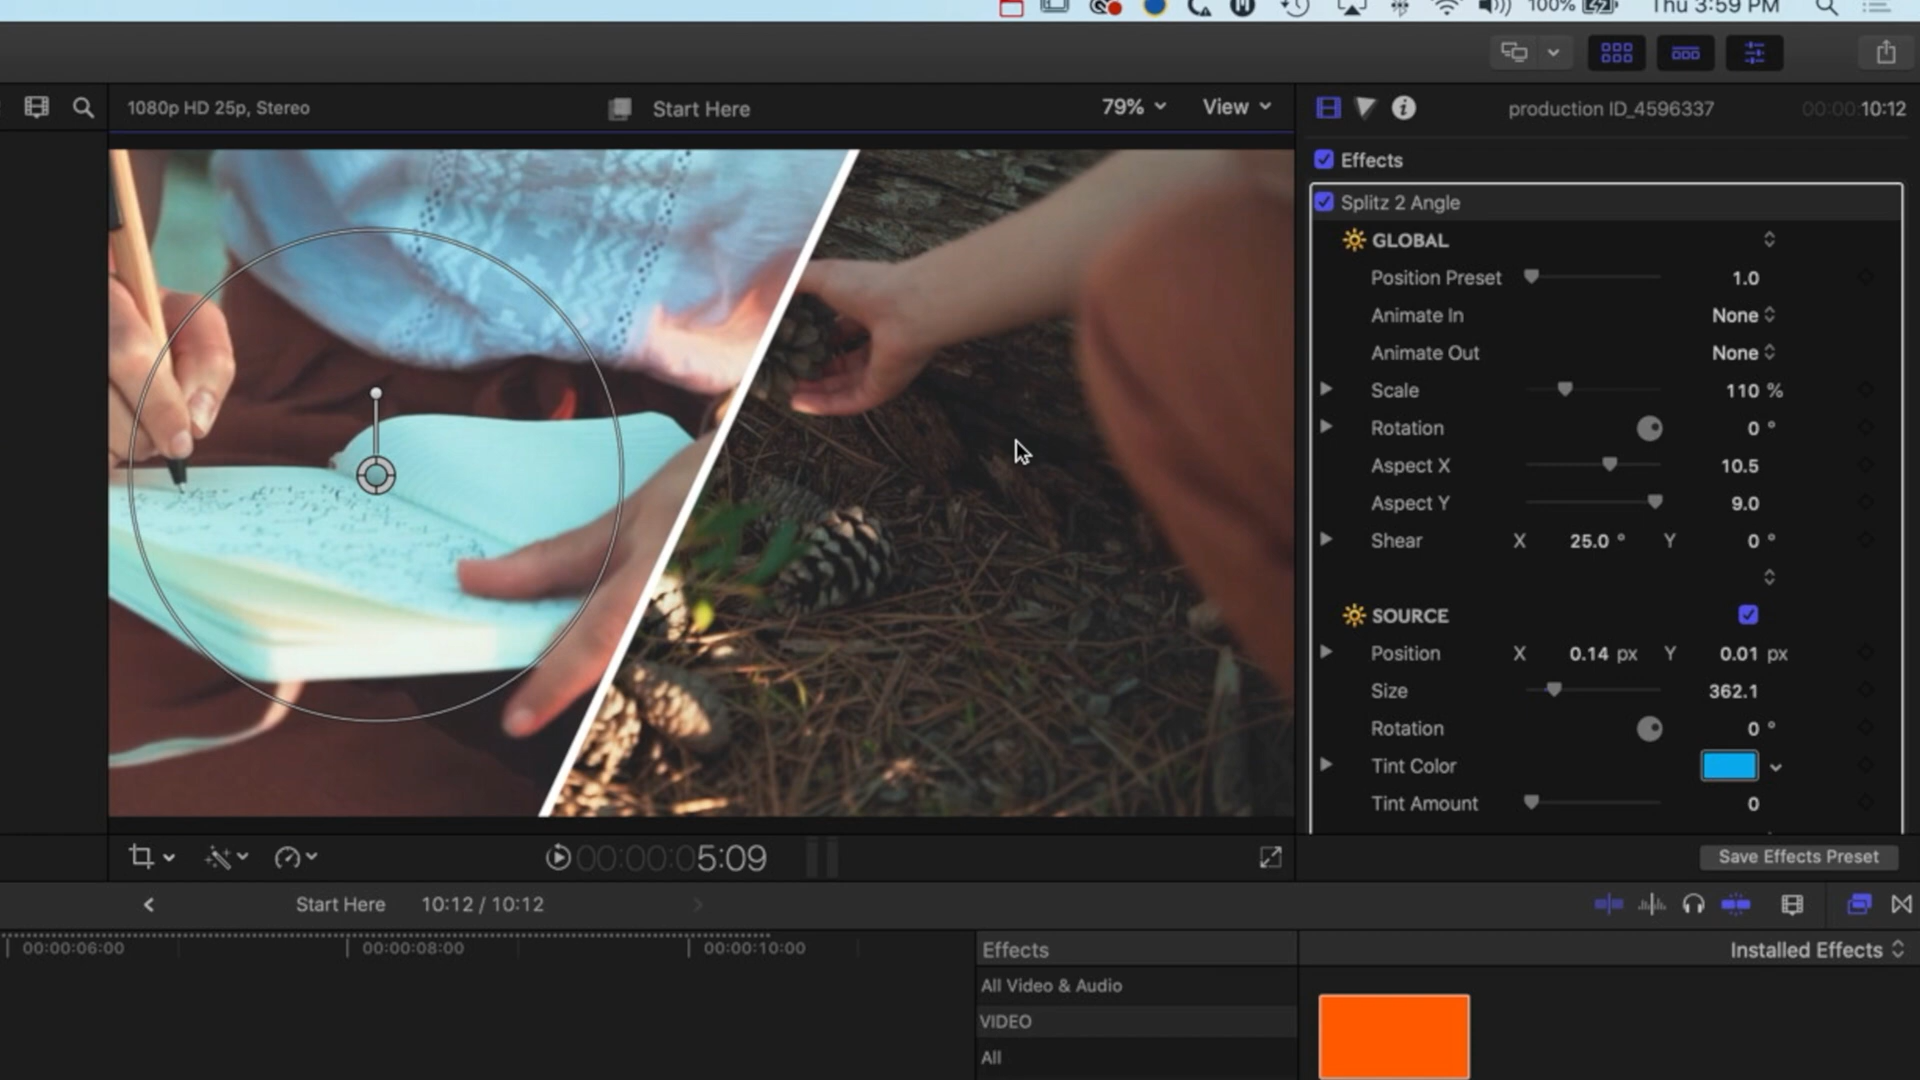 100%
Thu 3:59 PM
1080p HD 25p, Stereo
Start Here
79%
View
production ID_4596337
00:00:10:12
Effects
Splitz 2 Angle
GLOBAL
Position Preset 1.0
Animate In None
Animate Out None
Scale 110 %
Rotation 0 °
Aspect X 10.5
Aspect Y 9.0
Shear X 25.0 ° Y 0 °
SOURCE
Position X 0.14 px Y 0.01 px
Size 362.1
Rotation 0 °
Tint Color
Tint Amount 0
00:00:05:09
Save Effects Preset
Start Here 10:12 / 10:12
00:00:06:00 00:00:08:00 00:00:10:00
Effects
Installed Effects
All Video & Audio
VIDEO
All